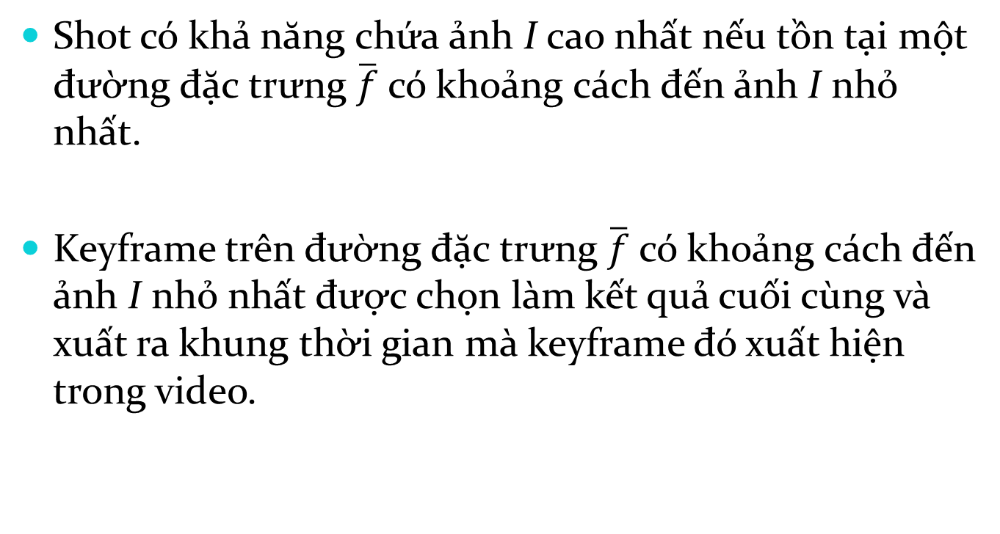 • Shot có khả năng chứa ảnh I cao nhất nếu tồn tại một
đường đặc trưng f̅ có khoảng cách đến ảnh I nhỏ
nhất.
• Keyframe trên đường đặc trưng f̅ có khoảng cách đến
ảnh I nhỏ nhất được chọn làm kết quả cuối cùng và
xuất ra khung thời gian mà keyframe đó xuất hiện
trong video.